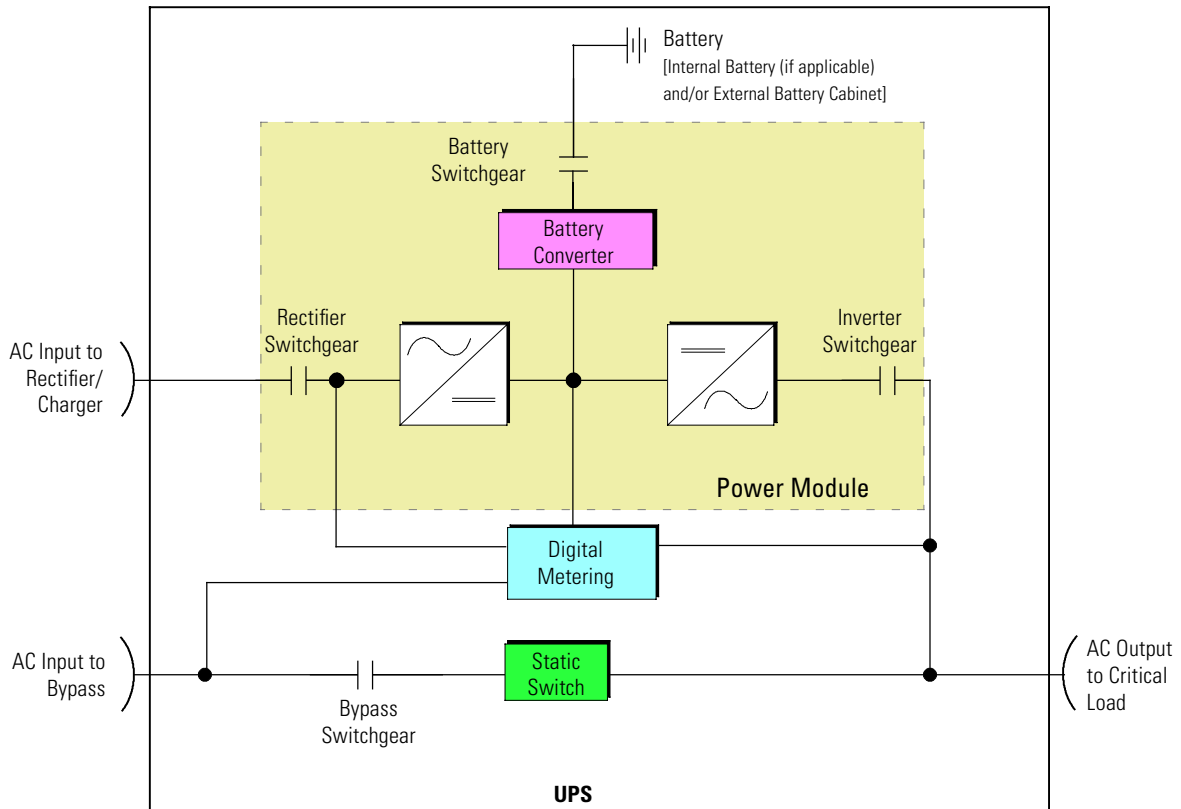 Battery
[Internal Battery (if applicable)
and/or External Battery Cabinet]
Battery
Switchgear
Battery
Converter
Rectifier
Switchgear
Inverter
Switchgear
AC Input to
Rectifier/
Charger
Power Module
Digital
Metering
AC Input to
Bypass
Static
Switch
AC Output
to Critical
Load
Bypass
Switchgear
UPS